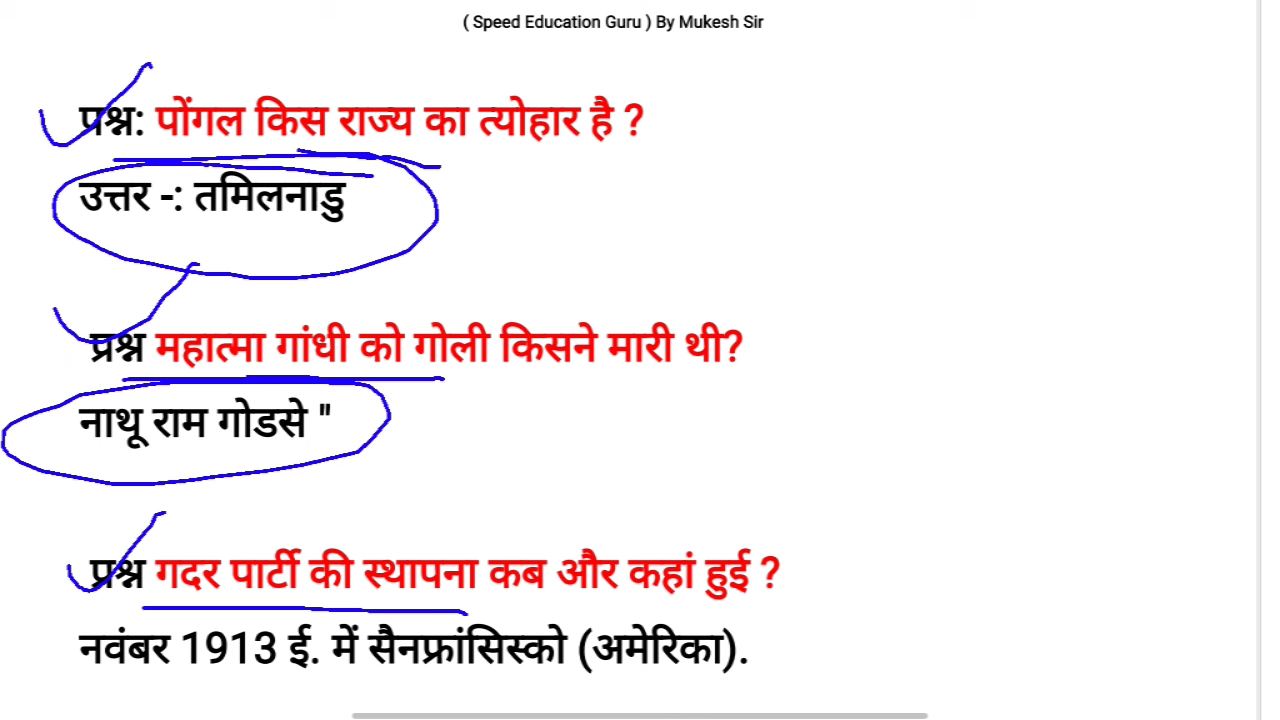 ( Speed Education Guru ) By Mukesh Sir
प्रश्न: पोंगल किस राज्य का त्योहार है ?
उत्तर -: तमिलनाडु
प्रश्न महात्मा गांधी को गोली किसने मारी थी?
नाथू राम गोडसे "
प्रश्न गदर पार्टी की स्थापना कब और कहां हुई ?
नवंबर 1913 ई. में सैनफ्रांसिस्को (अमेरिका).